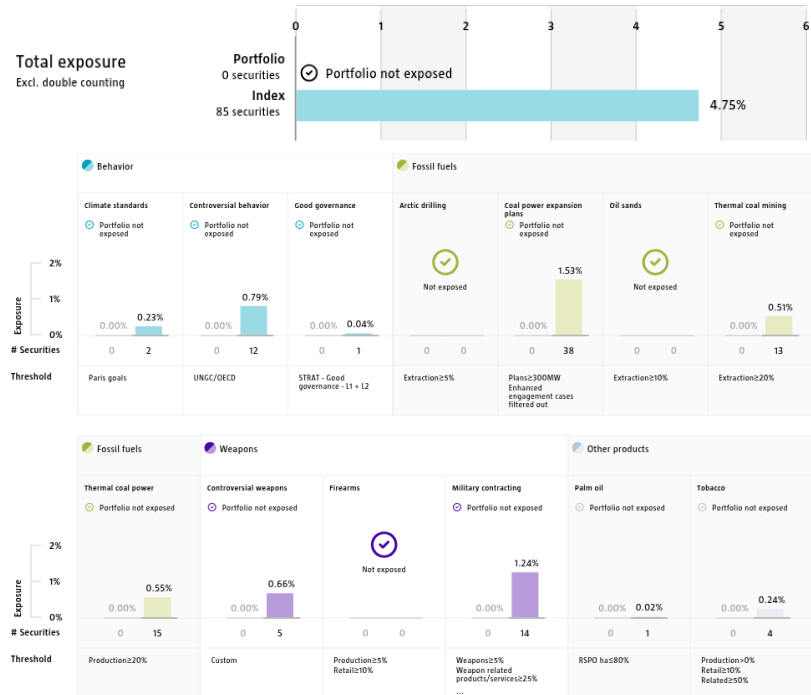 0 1 2 3 4 5 6
Total exposure
Excl. double counting
Portfolio
0 securities
Portfolio not exposed
Index
85 securities
4.75%
Behavior
Fossil fuels
Climate standards
Portfolio not
exposed
Controversial behavior
Portfolio not
exposed
Good governance
Portfolio not
exposed
Arctic drilling
Not exposed
Coal power expansion
plans
Portfolio not
exposed
Oil sands
Not exposed
Thermal coal mining
Portfolio not
exposed
Exposure
2%
1%
0%
0.00% 0.23%
0.00% 0.79%
0.00% 0.04%
0.00% 1.53%
0.00% 0.51%
# Securities
0 2 0 12 0 1 0 0 0 38 0 0 0 13
Threshold
Paris goals
UNGC/OECD
STRAT - Good
governance - L1 + L2
Extraction≥5%
Plans≥300MW
Enhanced
engagement cases
filtered out
Extraction≥10%
Extraction≥20%
Fossil fuels
Weapons
Other products
Thermal coal power
Portfolio not exposed
Controversial weapons
Portfolio not exposed
Firearms
Not exposed
Military contracting
Portfolio not exposed
Palm oil
Portfolio not exposed
Tobacco
Portfolio not exposed
Exposure
2%
1%
0%
0.00% 0.55%
0.00% 0.66%
0.00% 1.24%
0.00% 0.02%
0.00% 0.24%
# Securities
0 15 0 5 0 0 0 14 0 1 0 4
Threshold
Production≥20%
Custom
Production≥5%
Retail≥10%
Weapons≥5%
Weapon related
products/services≥25%
...
RSPO ha≤80%
Production>0%
Retail≥10%
Related≥50%